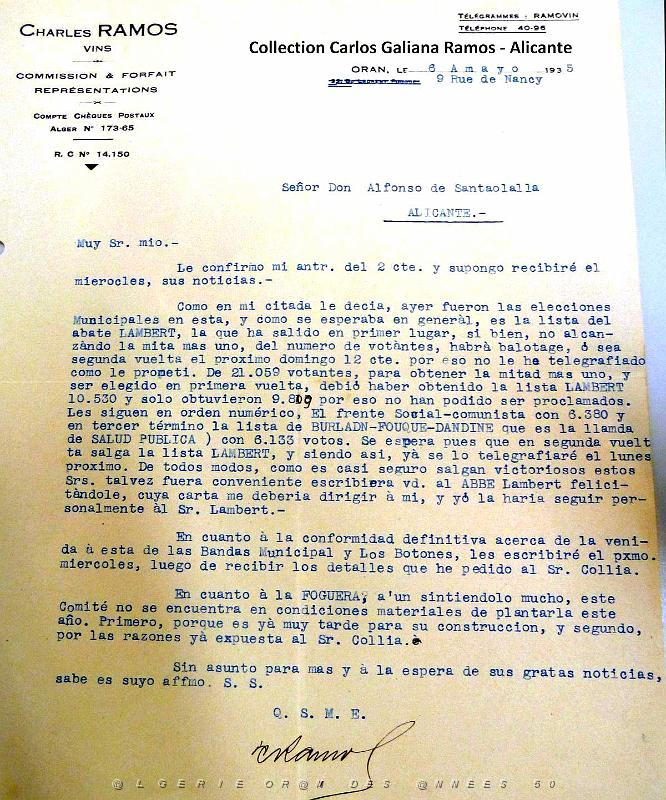 CHARLES RAMOS
VINS
COMMISSION & FORFAIT
REPRÉSENTATIONS
COMPTE CHÈQUES POSTAUX
ALGER N° 173-65
R. C N° 14.150
TÉLÉGRAMMES : RAMOVIN
TÉLÉPHONE 40-96
Collection Carlos Galiana Ramos - Alicante
ORAN, LE 6 A mayo 1935
9 Rue de Nancy
Señor Don Alfonso de Santaolalla
ALICANTE.-
Muy Sr. mio.-
Le confirmo mi antr. del 2 cte. y supongo recibiré el
mierocles, sus noticias.-
Como en mi citada le decia, ayer fueron las elecciones
Municipales en esta, y como se esperaba en generàl, es la lista del
abate LAMBERT, la que ha salido en primer lugar, si bien, no alcan-
zàndo la mita mas uno, del numero de votàntes, habrà balotage, ó sea
segunda vuelta el proximo domingo 12 cte. por eso no le he telegrafiado
como le prometi. De 21.059 votantes, para obtener la mitad mas uno, y
ser elegido en primera vuelta, debió haber obtenido la lista LAMBERT
10.530 y solo obtuvieron 9.809 por eso no han podido ser proclamados.
Les siguen en orden numérico, El frente Social-comunista con 6.380 y
en tercer término la lista de BURLADN-FOUQUE-DANDINE que es la llamda
de SALUD PUBLICA ) con 6.133 votos. Se espera pues que en segunda vuelt
ta salga la lista LAMBERT, y siendo asi, yà se lo telegrafiaré el lunes
proximo. De todos modos, como es casi seguro salgan victoriosos estos
Srs. talvez fuera conveniente escribiera vd. al ABBE Lambert felici-
tàndole, cuya carta me deberia dirigir à mi, y yó la haria seguir per-
sonalmente àl Sr. Lambert.-
En cuanto à la conformidad definitiva acerca de la veni-
da à esta de las Bandas Municipal y Los Botones, les escribiré el pxmo.
miercoles, luego de recibir los detalles que he pedido al Sr. Collia.
En cuanto à la FOGUERA, a'un sintiendolo mucho, este
Comité no se encuentra en condiciones materiales de plantarla este
año. Primero, porque es yà muy tarde para su construccion, y segundo,
por las razones yà expuesta al Sr. Collia.
Sin asunto para mas y à la espera de sus gratas noticias,
sabe es suyo affmo. S. S.
Q. S. M. E.
CRamos
@LGERIE OR@N DES @NNÉES 50